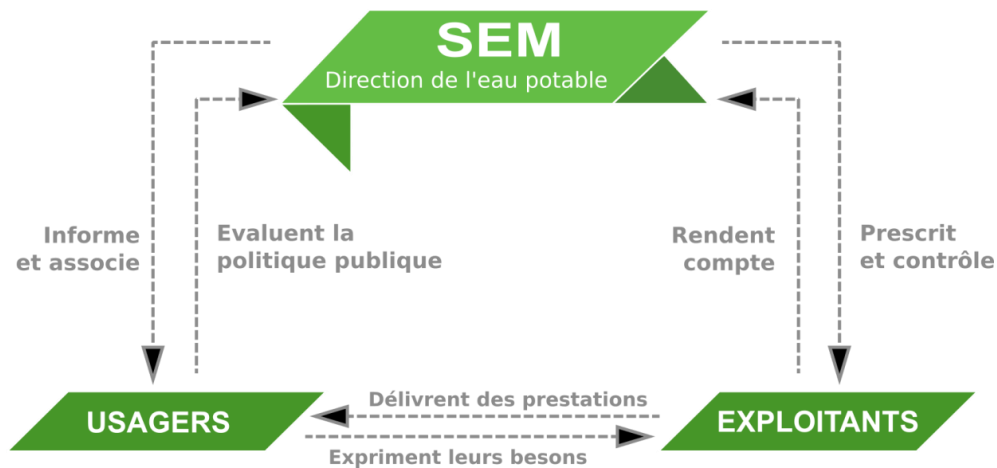 SEM
Direction de l'eau potable
Informe
et associe
Evaluent la
politique publique
Rendent
compte
Prescrit
et contrôle
Délivrent des prestations
USAGERS
EXPLOITANTS
Expriment leurs besons